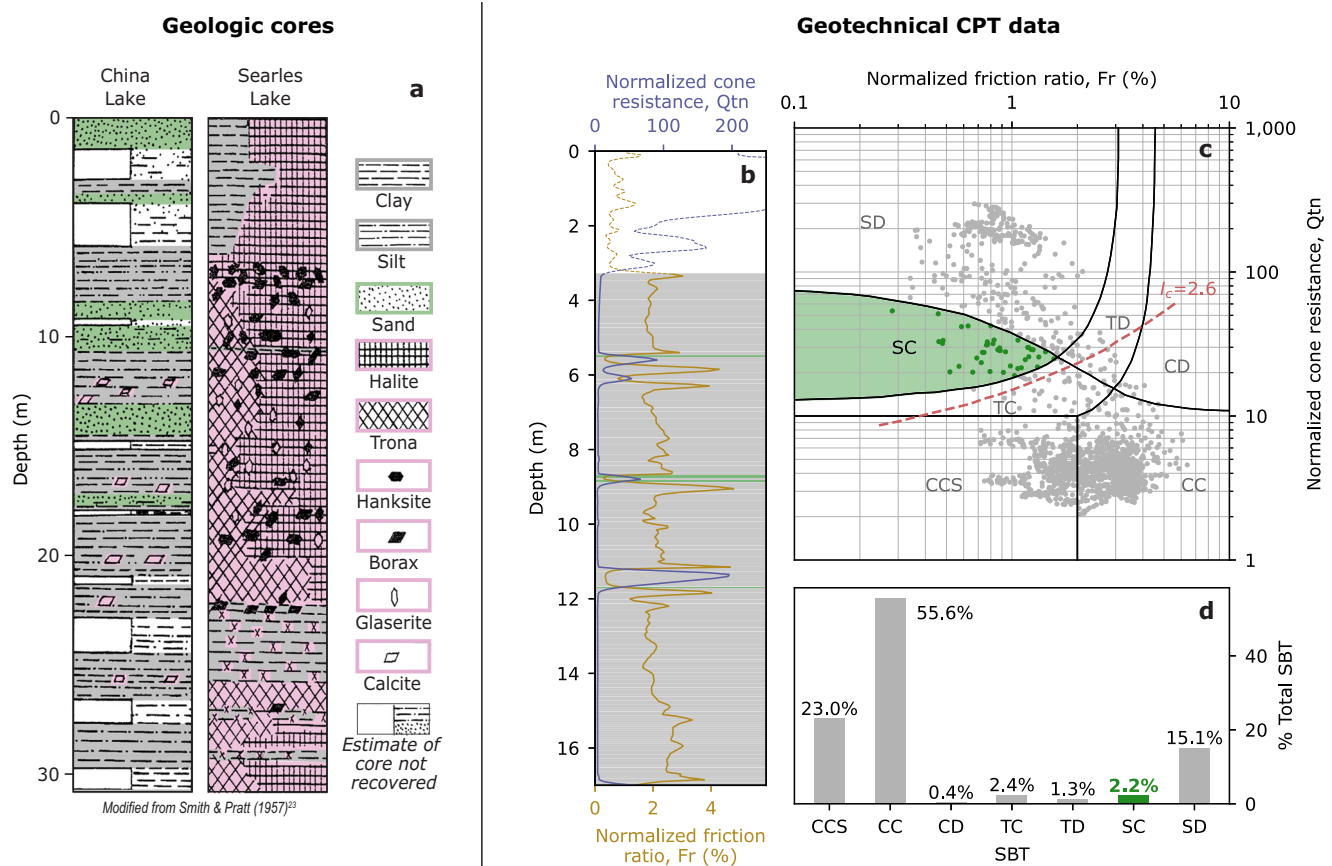 Geologic cores
China
Lake
Searles
Lake
a
0
10
20
30
Depth (m)
Clay
Silt
Sand
Halite
Trona
Hanksite
Borax
Glaserite
Calcite
Estimate of
core not
recovered
Modified from Smith & Pratt (1957)23
Geotechnical CPT data
Normalized cone
resistance, Qtn
0 100 200
b
0
2
4
6
8
10
12
14
16
Depth (m)
0 2 4
Normalized friction
ratio, Fr (%)
Normalized friction ratio, Fr (%)
0.1 1 10
c
1,000
100
10
1
Normalized cone resistance, Qtn
SD
Ic=2.6
TD
SC
CD
TC
CCS
CC
d
55.6%
23.0%
0.4%
2.4%
1.3%
2.2%
15.1%
40
20
0
% Total SBT
CCS CC CD TC TD SC SD
SBT